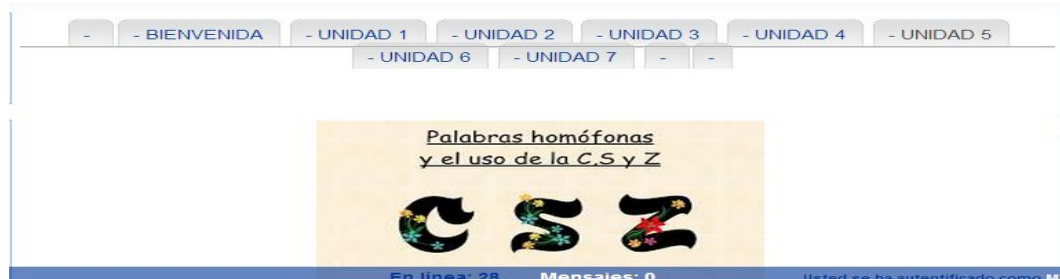 - - BIENVENIDA - UNIDAD 1 - UNIDAD 2 - UNIDAD 3 - UNIDAD 4 - UNIDAD 5
- UNIDAD 6 - UNIDAD 7 - -
Palabras homófonas
y el uso de la C,S y Z
C S Z
En línea: 28 Mensajes: 0 Usted se ha autentificado como